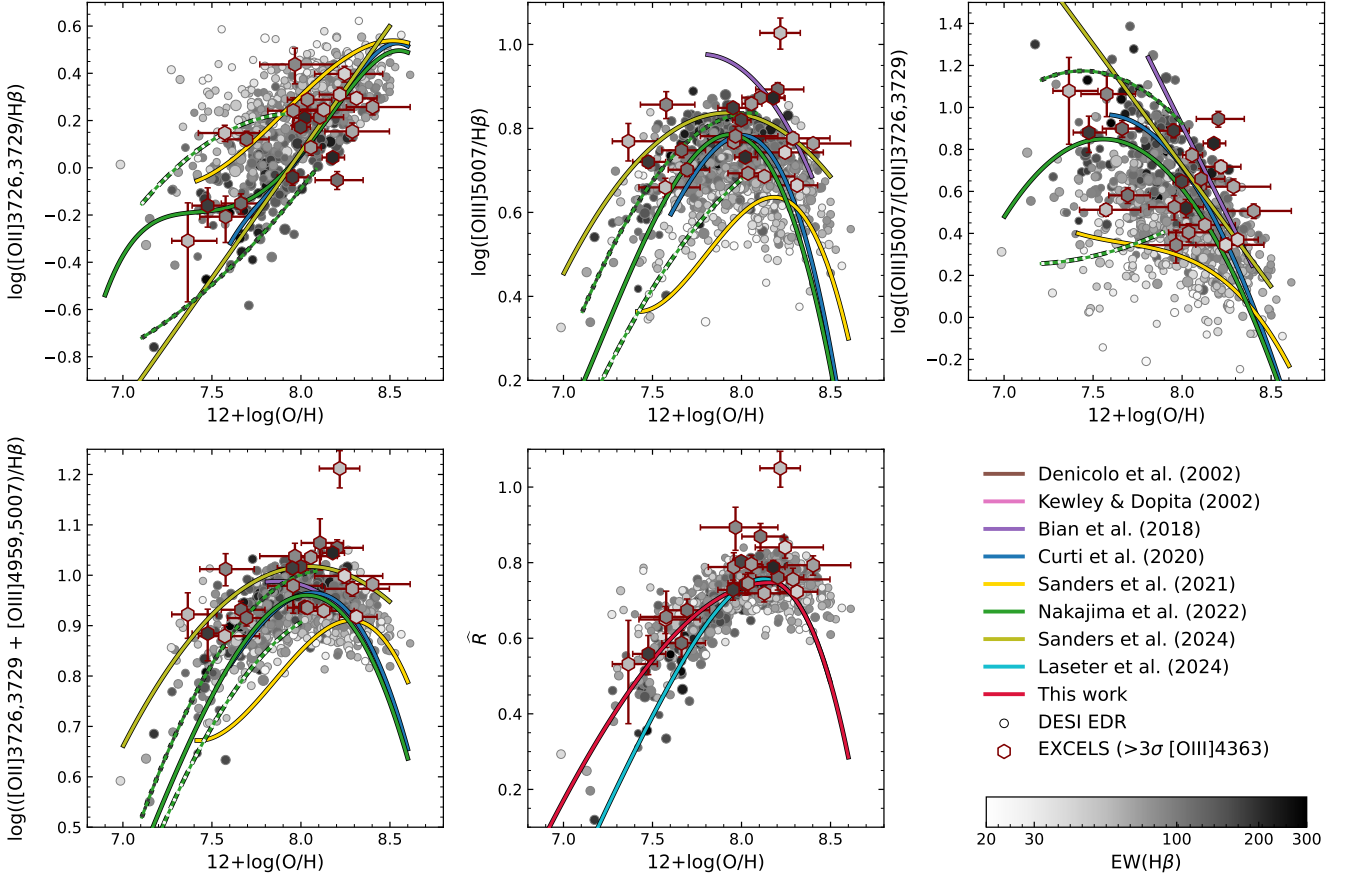 log([OII]3726,3729/Hβ)
0.6
0.4
0.2
0.0
−0.2
−0.4
−0.6
−0.8
7.0 7.5 8.0 8.5
12+log(O/H)
log([OIII]5007/Hβ)
1.0
0.8
0.6
0.4
0.2
7.0 7.5 8.0 8.5
12+log(O/H)
log([OIII]5007/[OII]3726,3729)
1.4
1.2
1.0
0.8
0.6
0.4
0.2
0.0
−0.2
7.0 7.5 8.0 8.5
12+log(O/H)
log(([OII]3726,3729 + [OIII]4959,5007)/Hβ)
1.2
1.1
1.0
0.9
0.8
0.7
0.6
0.5
7.0 7.5 8.0 8.5
12+log(O/H)
R̂
1.0
0.8
0.6
0.4
0.2
7.0 7.5 8.0 8.5
12+log(O/H)
Denicolo et al. (2002)
Kewley & Dopita (2002)
Bian et al. (2018)
Curti et al. (2020)
Sanders et al. (2021)
Nakajima et al. (2022)
Sanders et al. (2024)
Laseter et al. (2024)
This work
DESI EDR
EXCELS (>3σ [OIII]4363)
20 30 100 200 300
EW(Hβ)